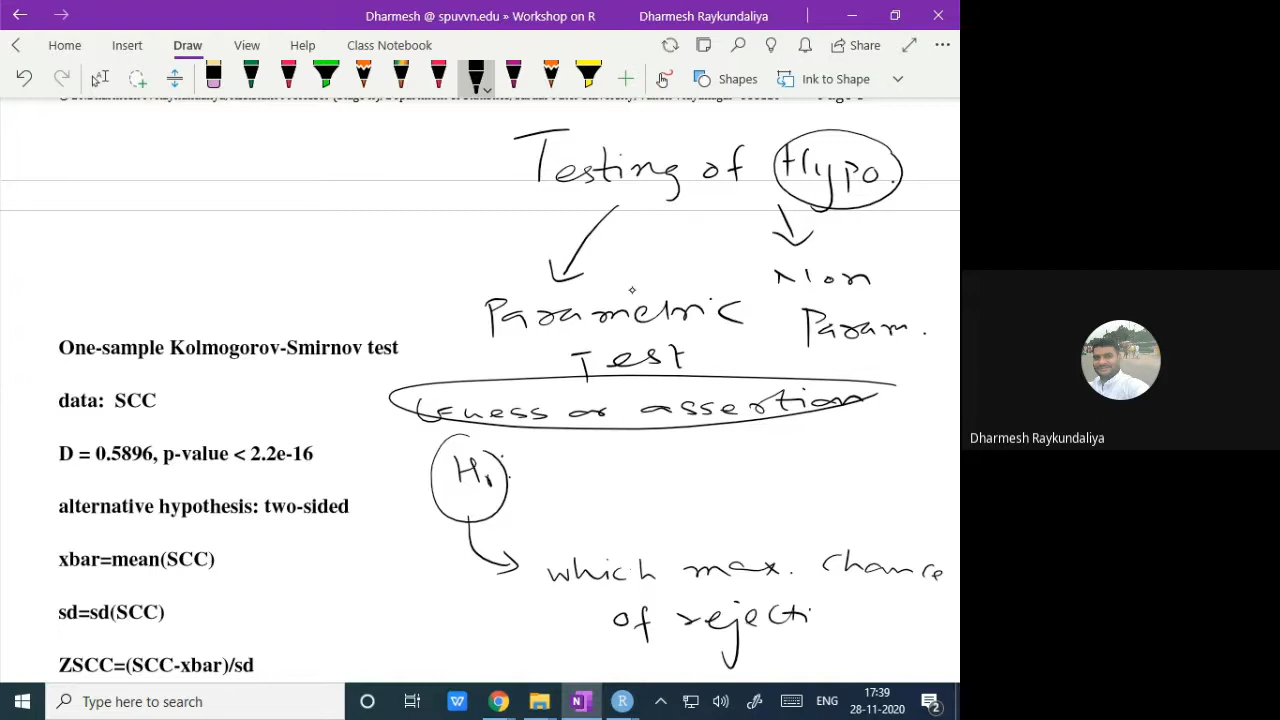 Dharmesh @ spuvvn.edu » Workshop on R
Dharmesh Raykundaliya
Home Insert Draw View Help Class Notebook
Share
Shapes
Ink to Shape
Testing of Hypo.
Parametric
Test
Non
Param.
Guess or assertion
H
which max. chance
of rejecti
One-sample Kolmogorov-Smirnov test
data: SCC
D = 0.5896, p-value < 2.2e-16
alternative hypothesis: two-sided
xbar=mean(SCC)
sd=sd(SCC)
ZSCC=(SCC-xbar)/sd
Dharmesh Raykundaliya
Type here to search
ENG
17:39
28-11-2020
2